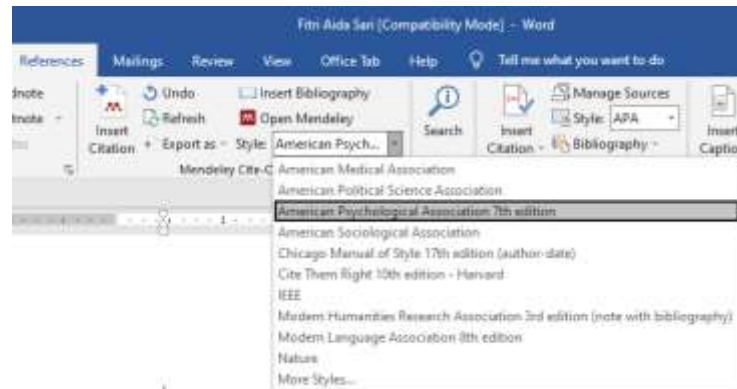 Fitri Aida Sari [Compatibility Mode] - Word
References Mailings Review View Office Tab Help Tell me what you want to do
Undo Insert Bibliography Manage Sources
Refresh Open Mendeley Style: APA
Insert Citation Export as Style: American Psych... Search Insert Citation Bibliography
Mendeley Cite-
American Medical Association
American Political Science Association
American Psychological Association 7th edition
American Sociological Association
Chicago Manual of Style 17th edition (author-date)
Cite Them Right 10th edition - Harvard
IEEE
Modern Humanities Research Association 3rd edition (note with bibliography)
Modern Language Association 8th edition
Nature
More Styles...